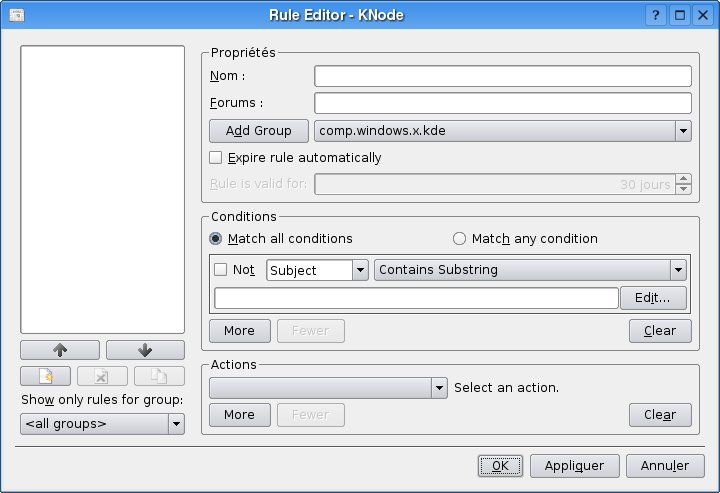 Rule Editor - KNode
Propriétés
Nom :
Forums :
Add Group comp.windows.x.kde
Expire rule automatically
Rule is valid for: 30 jours
Conditions
Match all conditions Match any condition
Not Subject Contains Substring
Edit...
More Fewer Clear
Actions
Select an action.
More Fewer Clear
Show only rules for group:
<all groups>
OK Appliquer Annuler